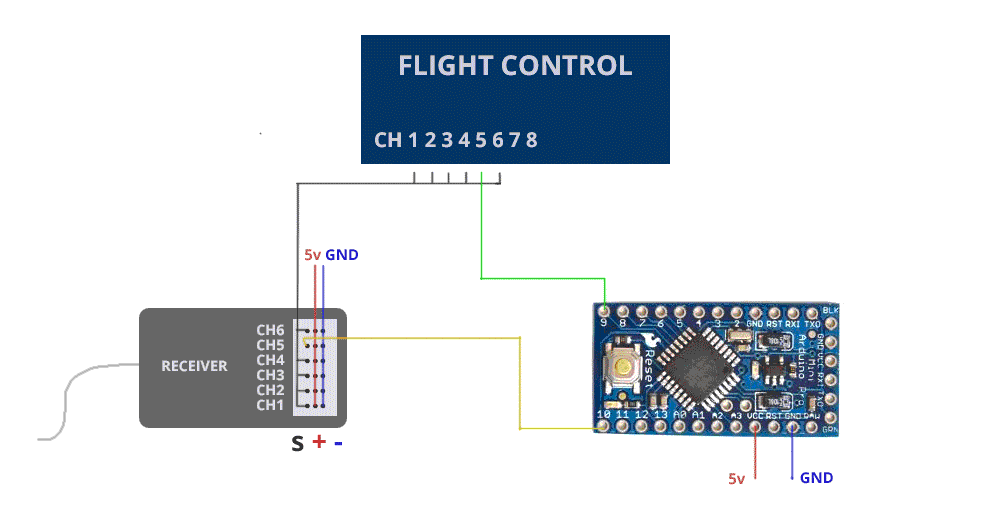 FLIGHT CONTROL
CH 1 2 3 4 5 6 7 8
5v GND
RECEIVER
CH6
CH5
CH4
CH3
CH2
CH1
S + -
9 8 7 6 5 4 3 2 GND RST RXI TXO
BLK
GND
VCC
RXI
TXO
GRN
Reset
Arduino Pro
Mini
10 11 12 13 A0 A1 A2 A3 VCC RST GND RAW
5v GND